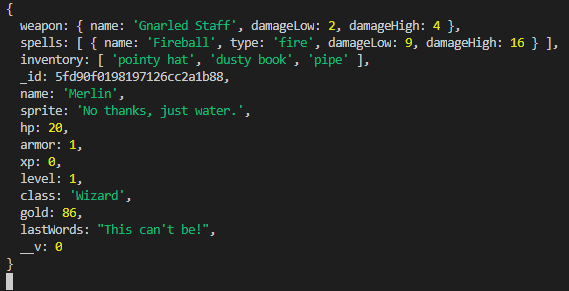 {
  weapon: { name: 'Gnarled Staff', damageLow: 2, damageHigh: 4 },
  spells: [ { name: 'Fireball', type: 'fire', damageLow: 9, damageHigh: 16 } ],
  inventory: [ 'pointy hat', 'dusty book', 'pipe' ],
  _id: 5fd90f0198197126cc2a1b88,
  name: 'Merlin',
  sprite: 'No thanks, just water.',
  hp: 20,
  armor: 1,
  xp: 0,
  level: 1,
  class: 'Wizard',
  gold: 86,
  lastWords: "This can't be!",
  __v: 0
}